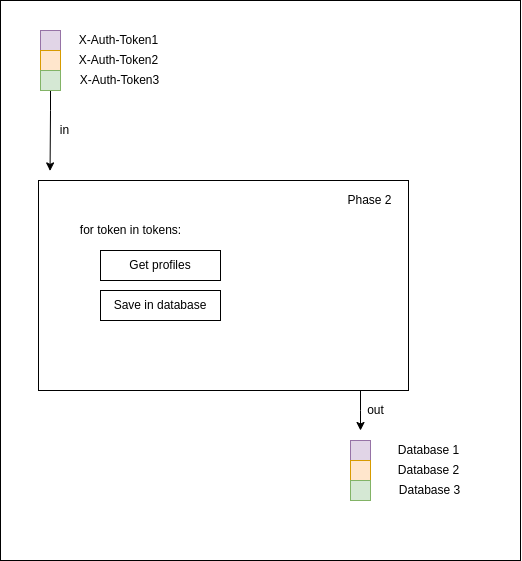 X-Auth-Token1
X-Auth-Token2
X-Auth-Token3
in
Phase 2
for token in tokens:
Get profiles
Save in database
out
Database 1
Database 2
Database 3